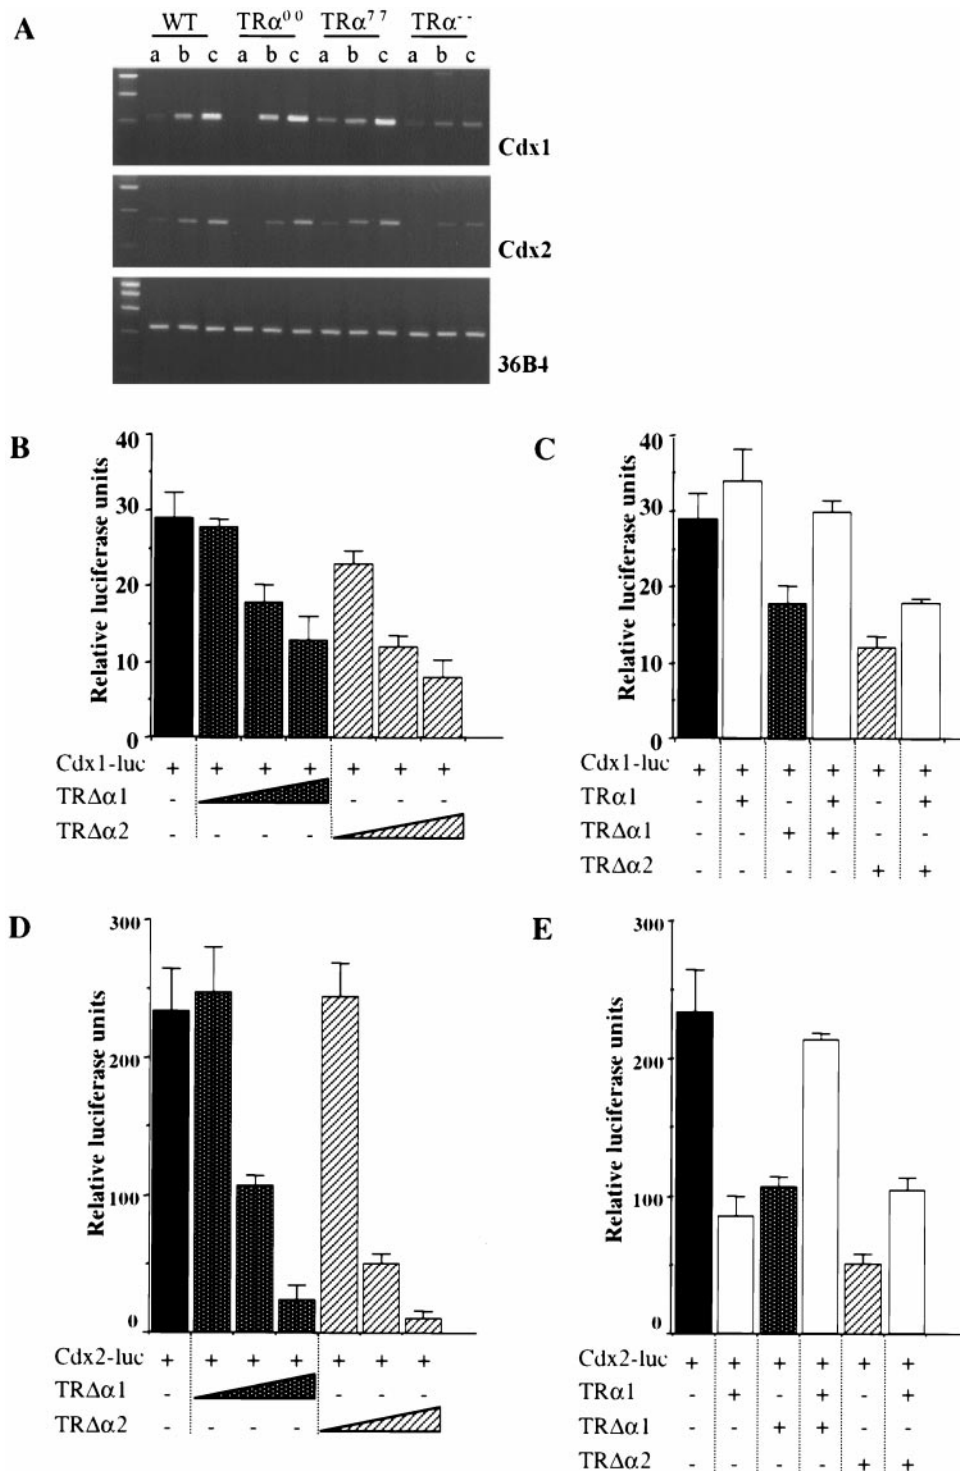 A
WT TRα⁰⁰ TRα⁷⁷ TRα⁻⁻
a b c a b c a b c a b c
Cdx1
Cdx2
36B4
B
Relative luciferase units
40
30
20
10
0
Cdx1-luc + + + + + + +
TRΔα1 - - - -
TRΔα2 - - - -
C
Relative luciferase units
40
30
20
10
0
Cdx1-luc + + + + + +
TRα1 - + - + - +
TRΔα1 - - + + - -
TRΔα2 - - - - + +
D
Relative luciferase units
300
200
100
0
Cdx2-luc + + + + + + +
TRΔα1 - - - -
TRΔα2 - - - -
E
Relative luciferase units
300
200
100
0
Cdx2-luc + + + + + +
TRα1 - + - + - +
TRΔα1 - - + + - -
TRΔα2 - - - - + +